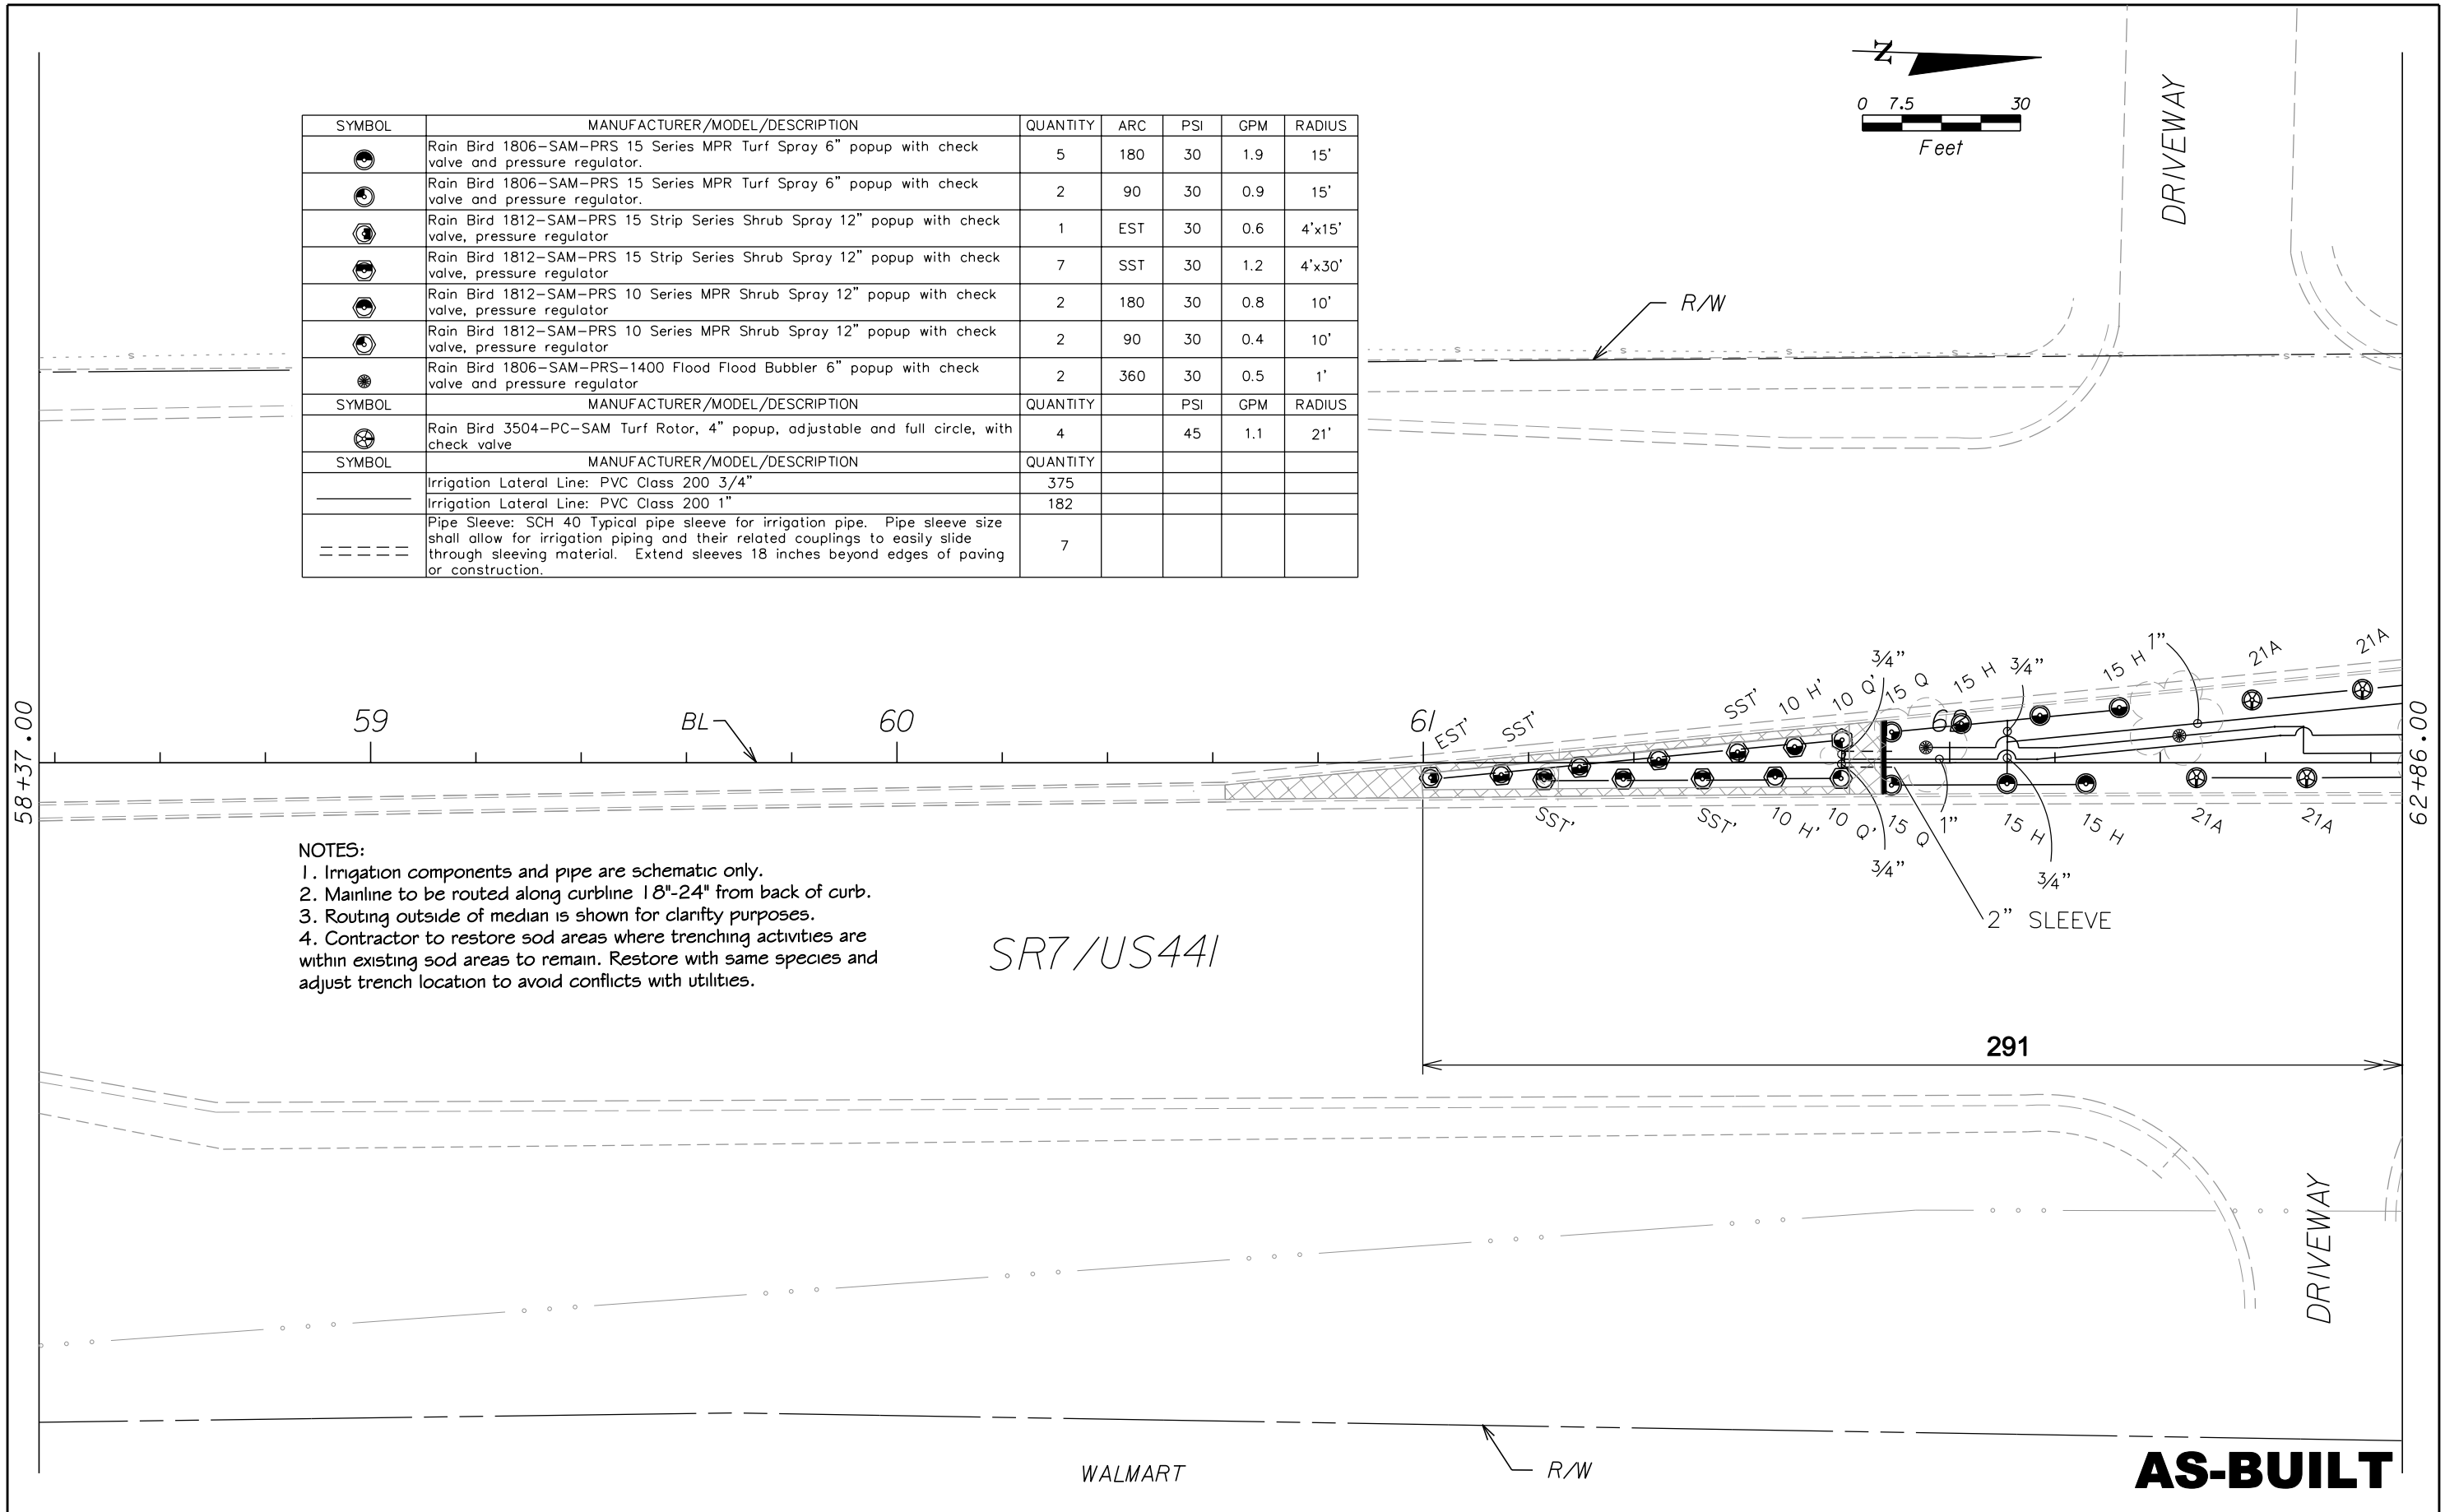 N
0 7.5 30
Feet
DRIVEWAY
SYMBOL MANUFACTURER/MODEL/DESCRIPTION QUANTITY ARC PSI GPM RADIUS
Rain Bird 1806-SAM-PRS 15 Series MPR Turf Spray 6" popup with check
valve and pressure regulator. 5 180 30 1.9 15'
Rain Bird 1806-SAM-PRS 15 Series MPR Turf Spray 6" popup with check
valve and pressure regulator. 2 90 30 0.9 15'
Rain Bird 1812-SAM-PRS 15 Strip Series Shrub Spray 12" popup with check
valve, pressure regulator 1 EST 30 0.6 4'x15'
Rain Bird 1812-SAM-PRS 15 Strip Series Shrub Spray 12" popup with check
valve, pressure regulator 7 SST 30 1.2 4'x30'
Rain Bird 1812-SAM-PRS 10 Series MPR Shrub Spray 12" popup with check
valve, pressure regulator 2 180 30 0.8 10'
Rain Bird 1812-SAM-PRS 10 Series MPR Shrub Spray 12" popup with check
valve, pressure regulator 2 90 30 0.4 10'
Rain Bird 1806-SAM-PRS-1400 Flood Flood Bubbler 6" popup with check
valve and pressure regulator 2 360 30 0.5 1'
SYMBOL MANUFACTURER/MODEL/DESCRIPTION QUANTITY PSI GPM RADIUS
Rain Bird 3504-PC-SAM Turf Rotor, 4" popup, adjustable and full circle, with
check valve 4 45 1.1 21'
SYMBOL MANUFACTURER/MODEL/DESCRIPTION QUANTITY
Irrigation Lateral Line: PVC Class 200 3/4" 375
Irrigation Lateral Line: PVC Class 200 1" 182
Pipe Sleeve: SCH 40 Typical pipe sleeve for irrigation pipe. Pipe sleeve size
shall allow for irrigation piping and their related couplings to easily slide
through sleeving material. Extend sleeves 18 inches beyond edges of paving
or construction. 7
R/W
S S S S S S S
58+37.00
59 BL 60 61 62
62+86.00
EST' SST' SST' 10 H' 10 Q' 3/4" 15 Q 15 H 3/4" 15 H 1" 21A 21A
SST' SST' 10 H' 10 Q' 15 Q 1" 15 H 15 H 21A 21A
3/4" 3/4"
2" SLEEVE
NOTES:
1. Irrigation components and pipe are schematic only.
2. Mainline to be routed along curbline 18"-24" from back of curb.
3. Routing outside of median is shown for clarifty purposes.
4. Contractor to restore sod areas where trenching activities are
within existing sod areas to remain. Restore with same species and
adjust trench location to avoid conflicts with utilities.
SR7/US441
291
DRIVEWAY
WALMART
R/W
AS-BUILT